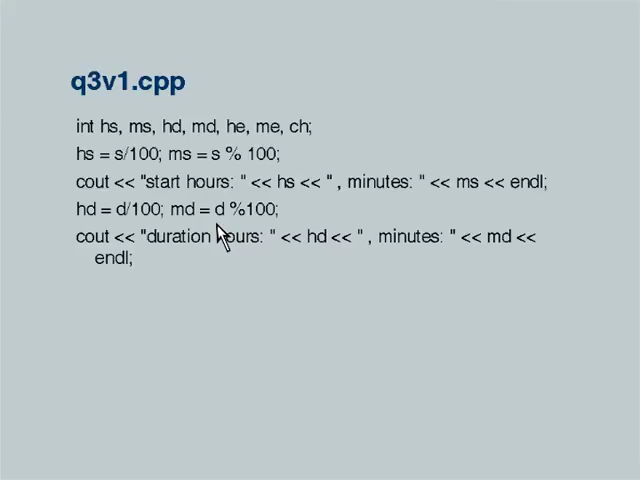 q3v1.cpp
int hs, ms, hd, md, he, me, ch;
hs = s/100; ms = s % 100;
cout << "start hours: " << hs << " , minutes: " << ms << endl;
hd = d/100; md = d %100;
cout << "duration hours: " << hd << " , minutes: " << md <<
endl;